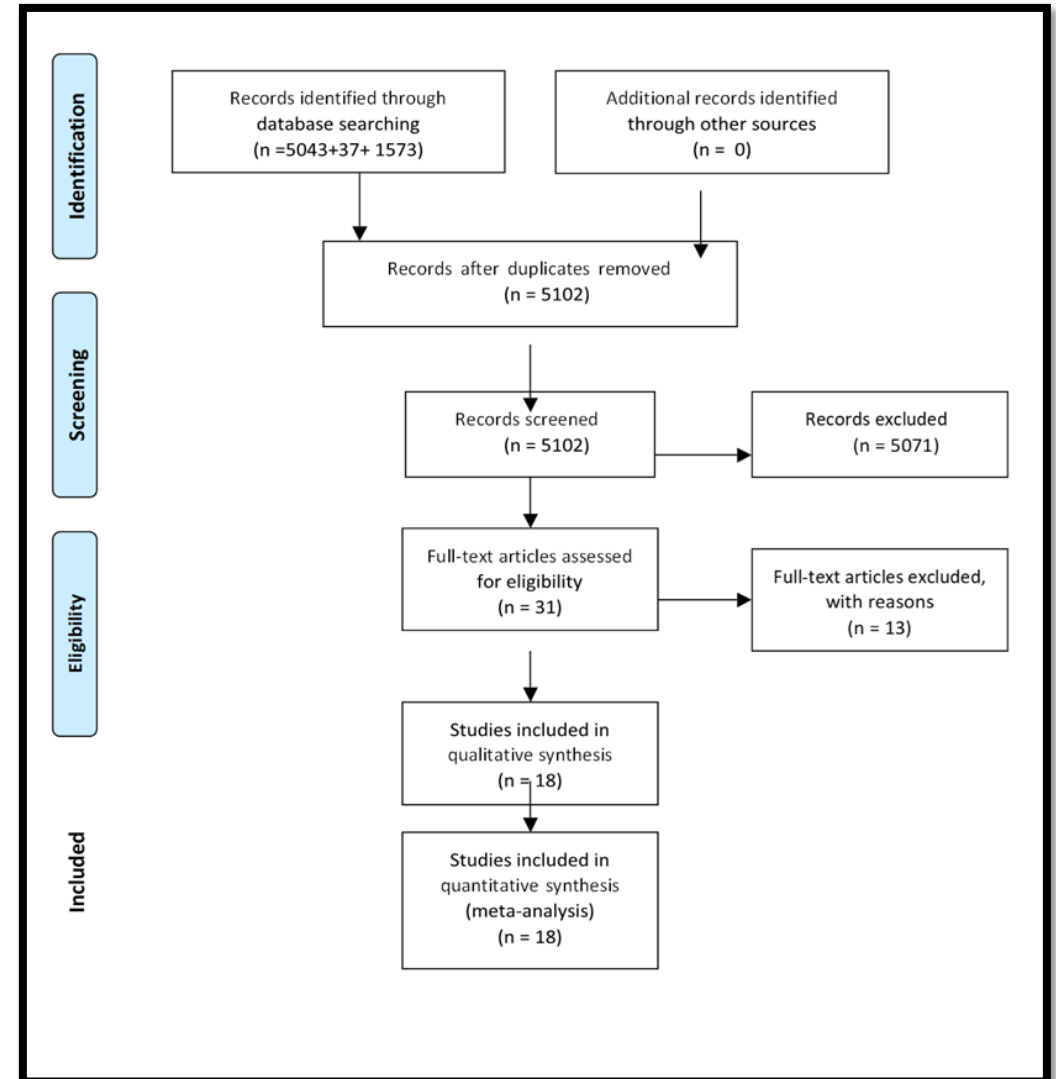 Identification
Records identified through
database searching
(n =5043+37+ 1573)
Additional records identified
through other sources
(n = 0)
Records after duplicates removed
(n = 5102)
Screening
Records screened
(n = 5102)
Records excluded
(n = 5071)
Eligibility
Full-text articles assessed
for eligibility
(n = 31)
Full-text articles excluded,
with reasons
(n = 13)
Studies included in
qualitative synthesis
(n = 18)
Included
Studies included in
quantitative synthesis
(meta-analysis)
(n = 18)